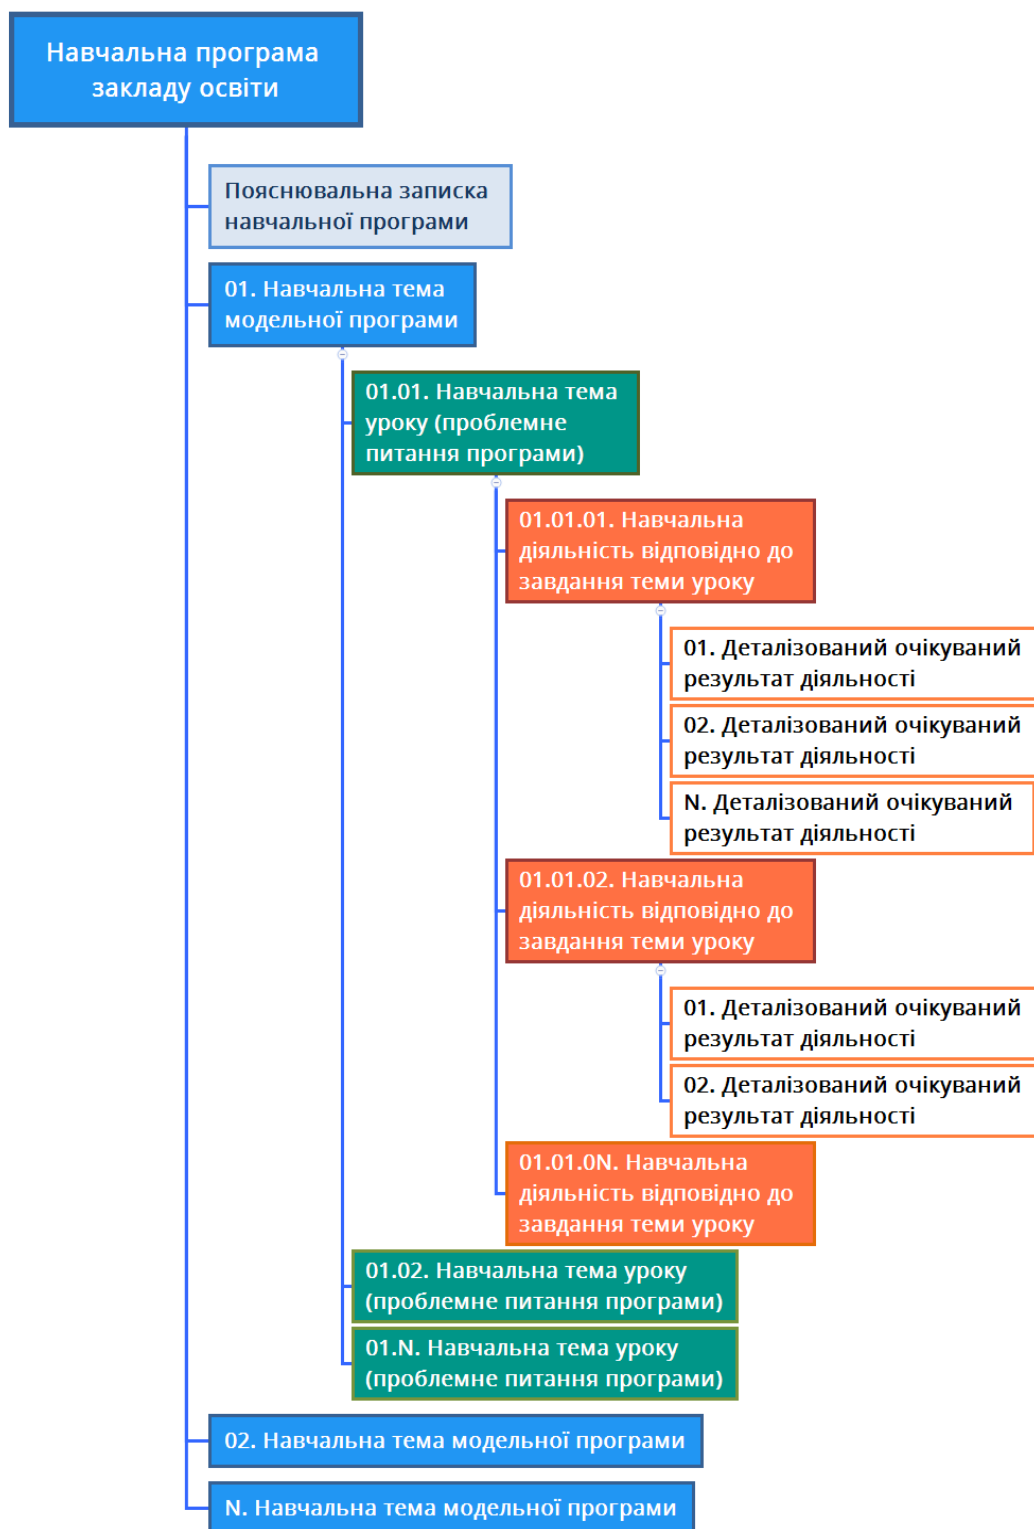 Навчальна програма
закладу освіти
Пояснювальна записка
навчальної програми
01. Навчальна тема
модельної програми
01.01. Навчальна тема
уроку (проблемне
питання програми)
01.01.01. Навчальна
діяльність відповідно до
завдання теми уроку
01. Деталізований очікуваний
результат діяльності
02. Деталізований очікуваний
результат діяльності
N. Деталізований очікуваний
результат діяльності
01.01.02. Навчальна
діяльність відповідно до
завдання теми уроку
01. Деталізований очікуваний
результат діяльності
02. Деталізований очікуваний
результат діяльності
01.01.0N. Навчальна
діяльність відповідно до
завдання теми уроку
01.02. Навчальна тема уроку
(проблемне питання програми)
01.N. Навчальна тема уроку
(проблемне питання програми)
02. Навчальна тема модельної програми
N. Навчальна тема модельної програми